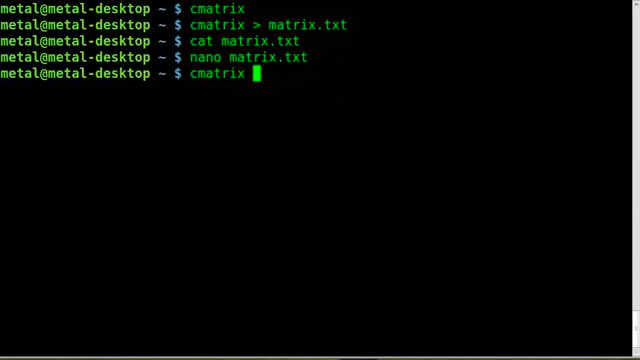 metal@metal-desktop ~ $ cmatrix
metal@metal-desktop ~ $ cmatrix > matrix.txt
metal@metal-desktop ~ $ cat matrix.txt
metal@metal-desktop ~ $ nano matrix.txt
metal@metal-desktop ~ $ cmatrix